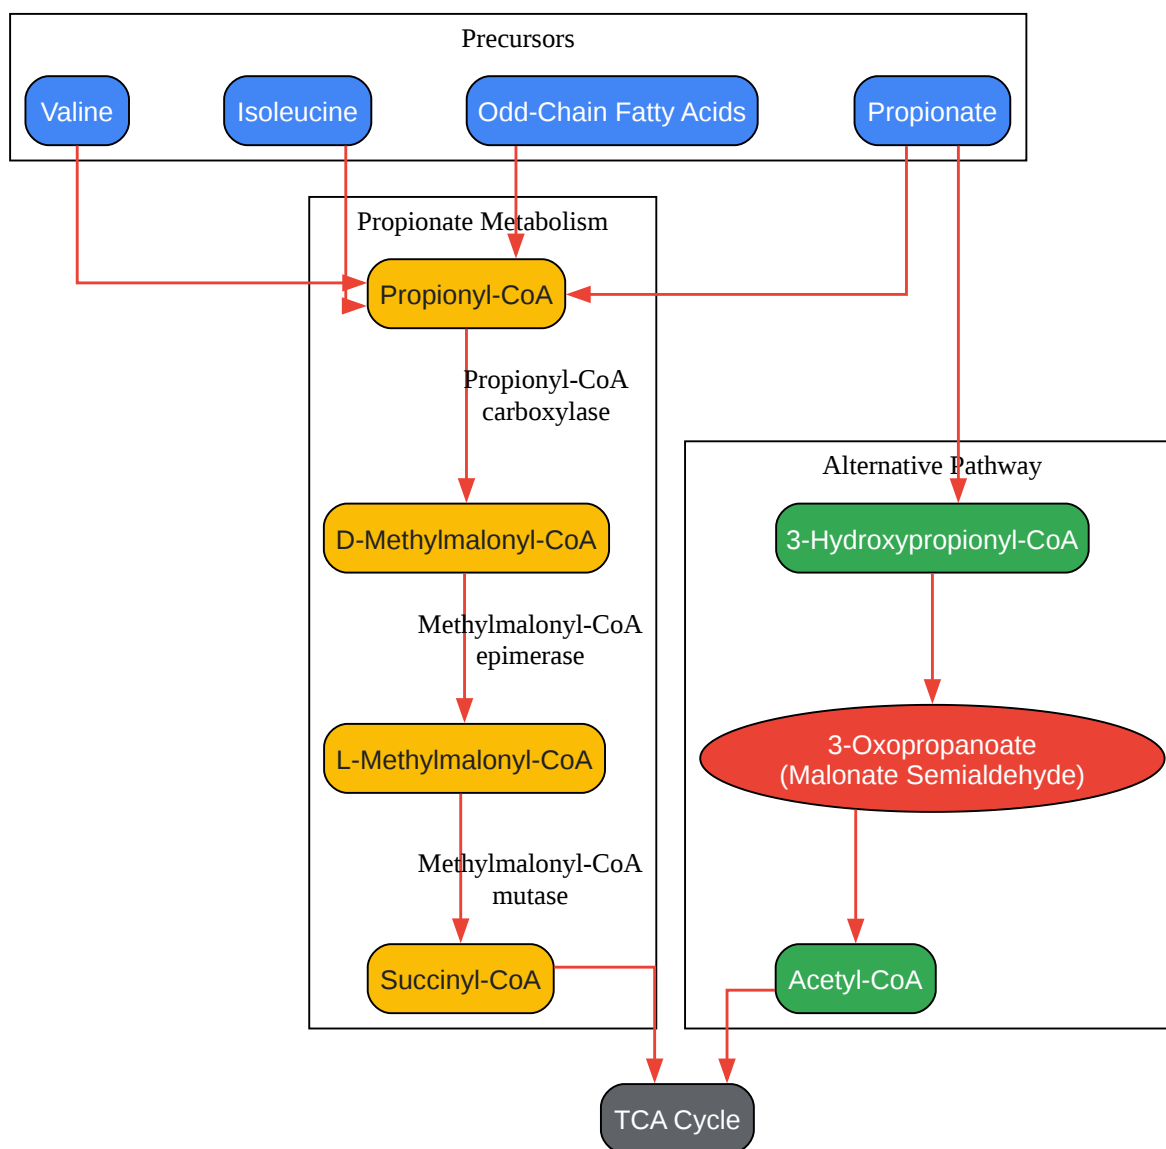 Precursors
Valine
Isoleucine
Odd-Chain Fatty Acids
Propionate
Propionate Metabolism
Propionyl-CoA
Propionyl-CoA
carboxylase
D-Methylmalonyl-CoA
Methylmalonyl-CoA
epimerase
L-Methylmalonyl-CoA
Methylmalonyl-CoA
mutase
Succinyl-CoA
Alternative Pathway
3-Hydroxypropionyl-CoA
3-Oxopropanoate
(Malonate Semialdehyde)
Acetyl-CoA
TCA Cycle